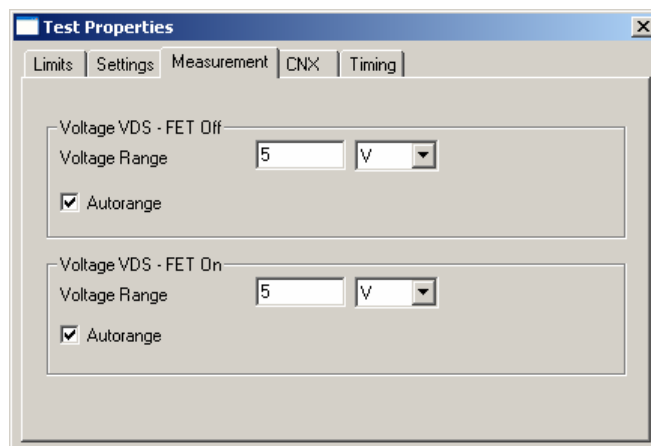 Test Properties
Limits Settings Measurement CNX Timing
Voltage VDS - FET Off
Voltage Range 5 V
Autorange
Voltage VDS - FET On
Voltage Range 5 V
Autorange